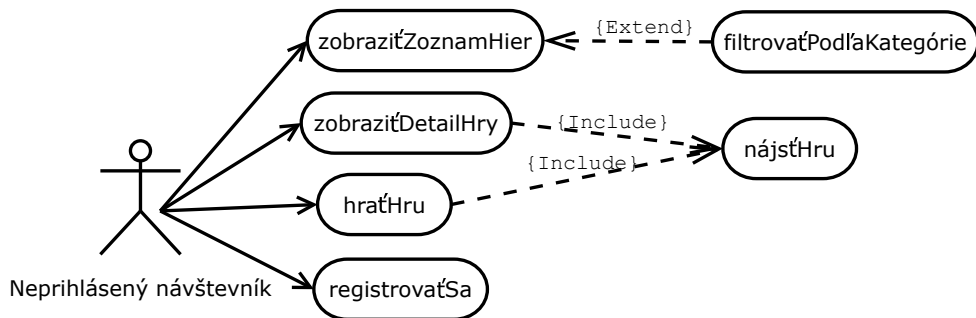 zobraziťZoznamHier
{Extend}
filtrovaťPodľaKategórie
zobraziťDetailHry
{Include}
nájsťHru
{Include}
hraťHru
Neprihlásený návštevník
registrovaťSa